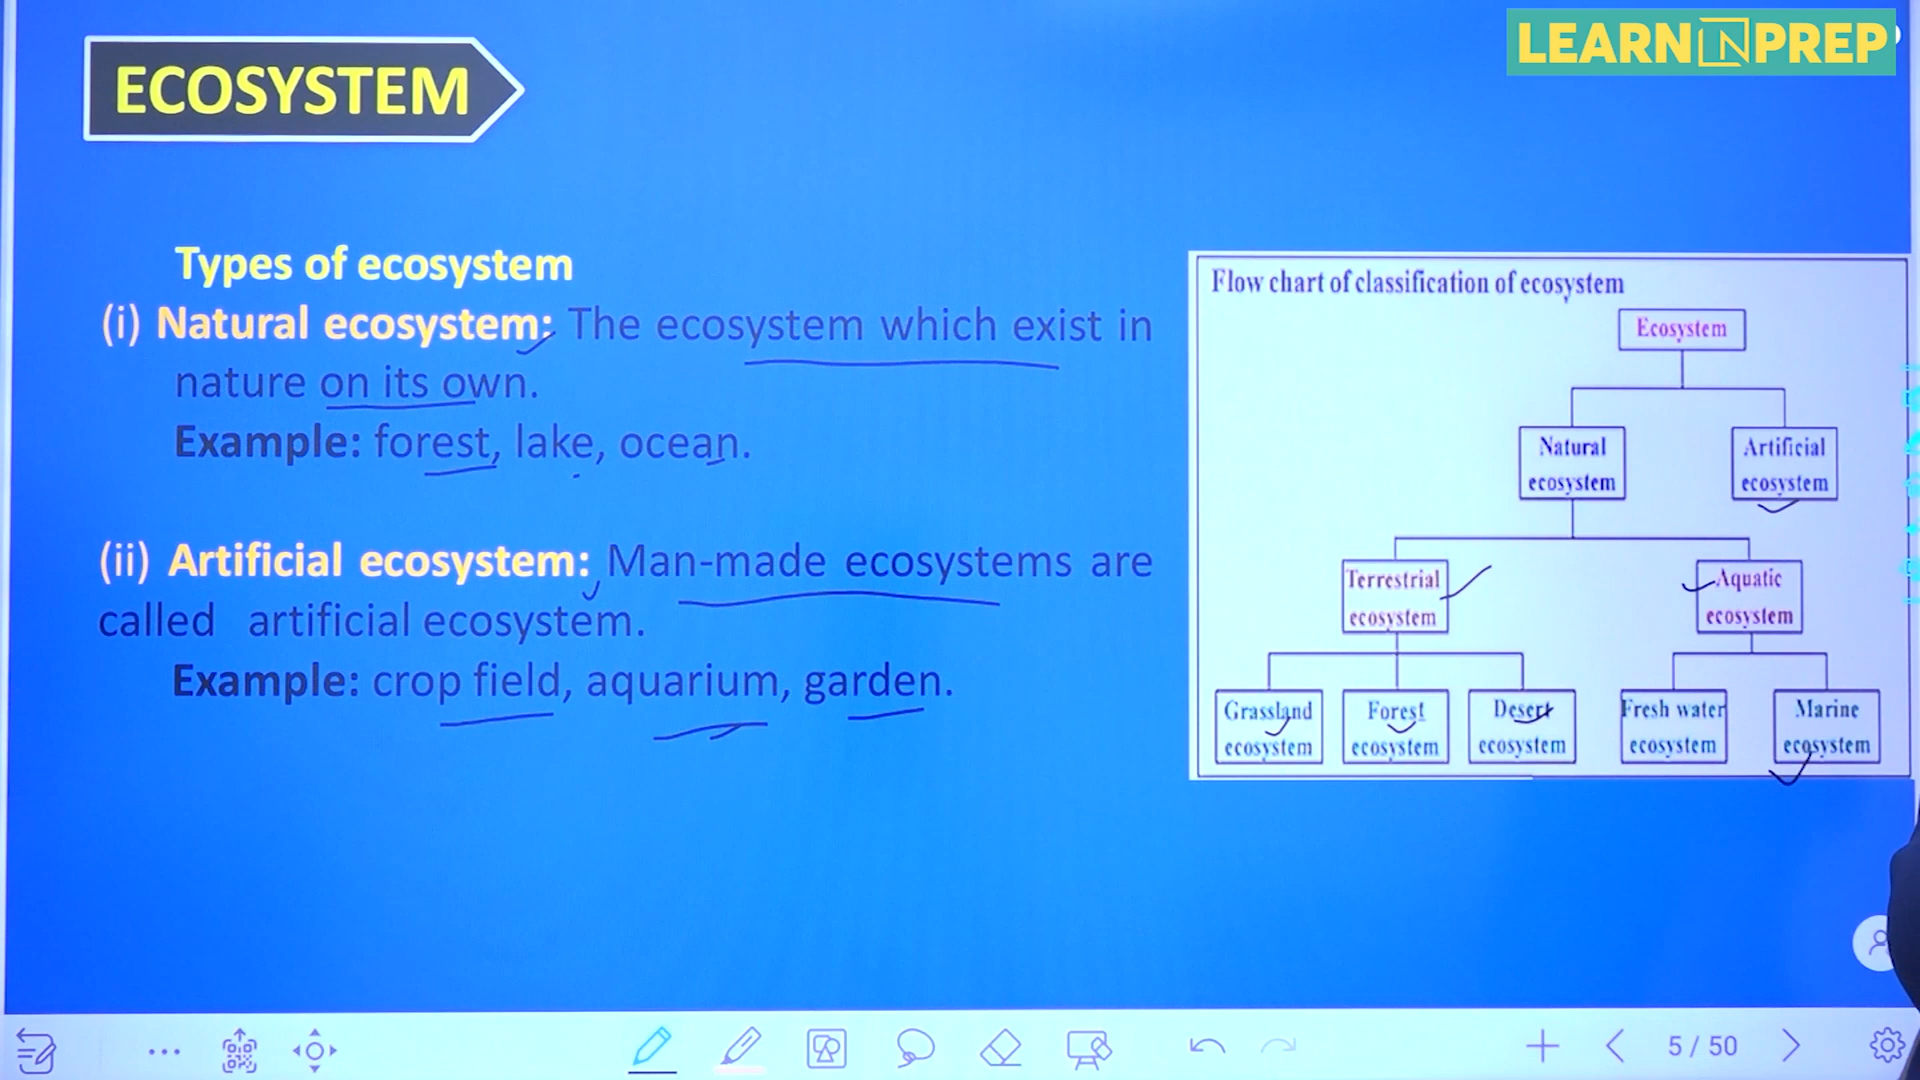 LEARN N PREP
ECOSYSTEM
Types of ecosystem
(i) Natural ecosystem: The ecosystem which exist in
nature on its own.
Example: forest, lake, ocean.
(ii) Artificial ecosystem: Man-made ecosystems are
called artificial ecosystem.
Example: crop field, aquarium, garden.
Flow chart of classification of ecosystem
Ecosystem
Natural
ecosystem
Artificial
ecosystem
Terrestrial
ecosystem
Aquatic
ecosystem
Grassland
ecosystem
Forest
ecosystem
Desert
ecosystem
Fresh water
ecosystem
Marine
ecosystem
5 / 50